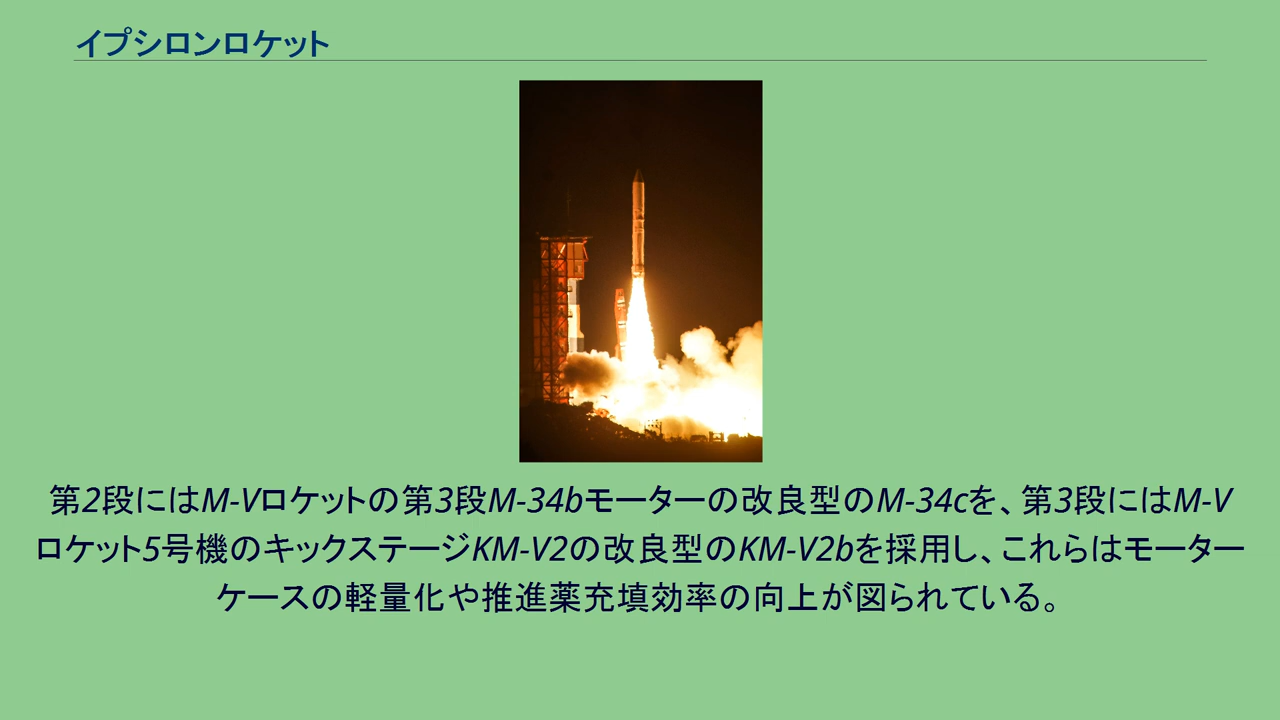 イプシロンロケット
第2段にはM-Vロケットの第3段M-34bモーターの改良型のM-34cを、第3段にはM-V
ロケット5号機のキックステージKM-V2の改良型のKM-V2bを採用し、これらはモーター
ケースの軽量化や推進薬充填効率の向上が図られている。